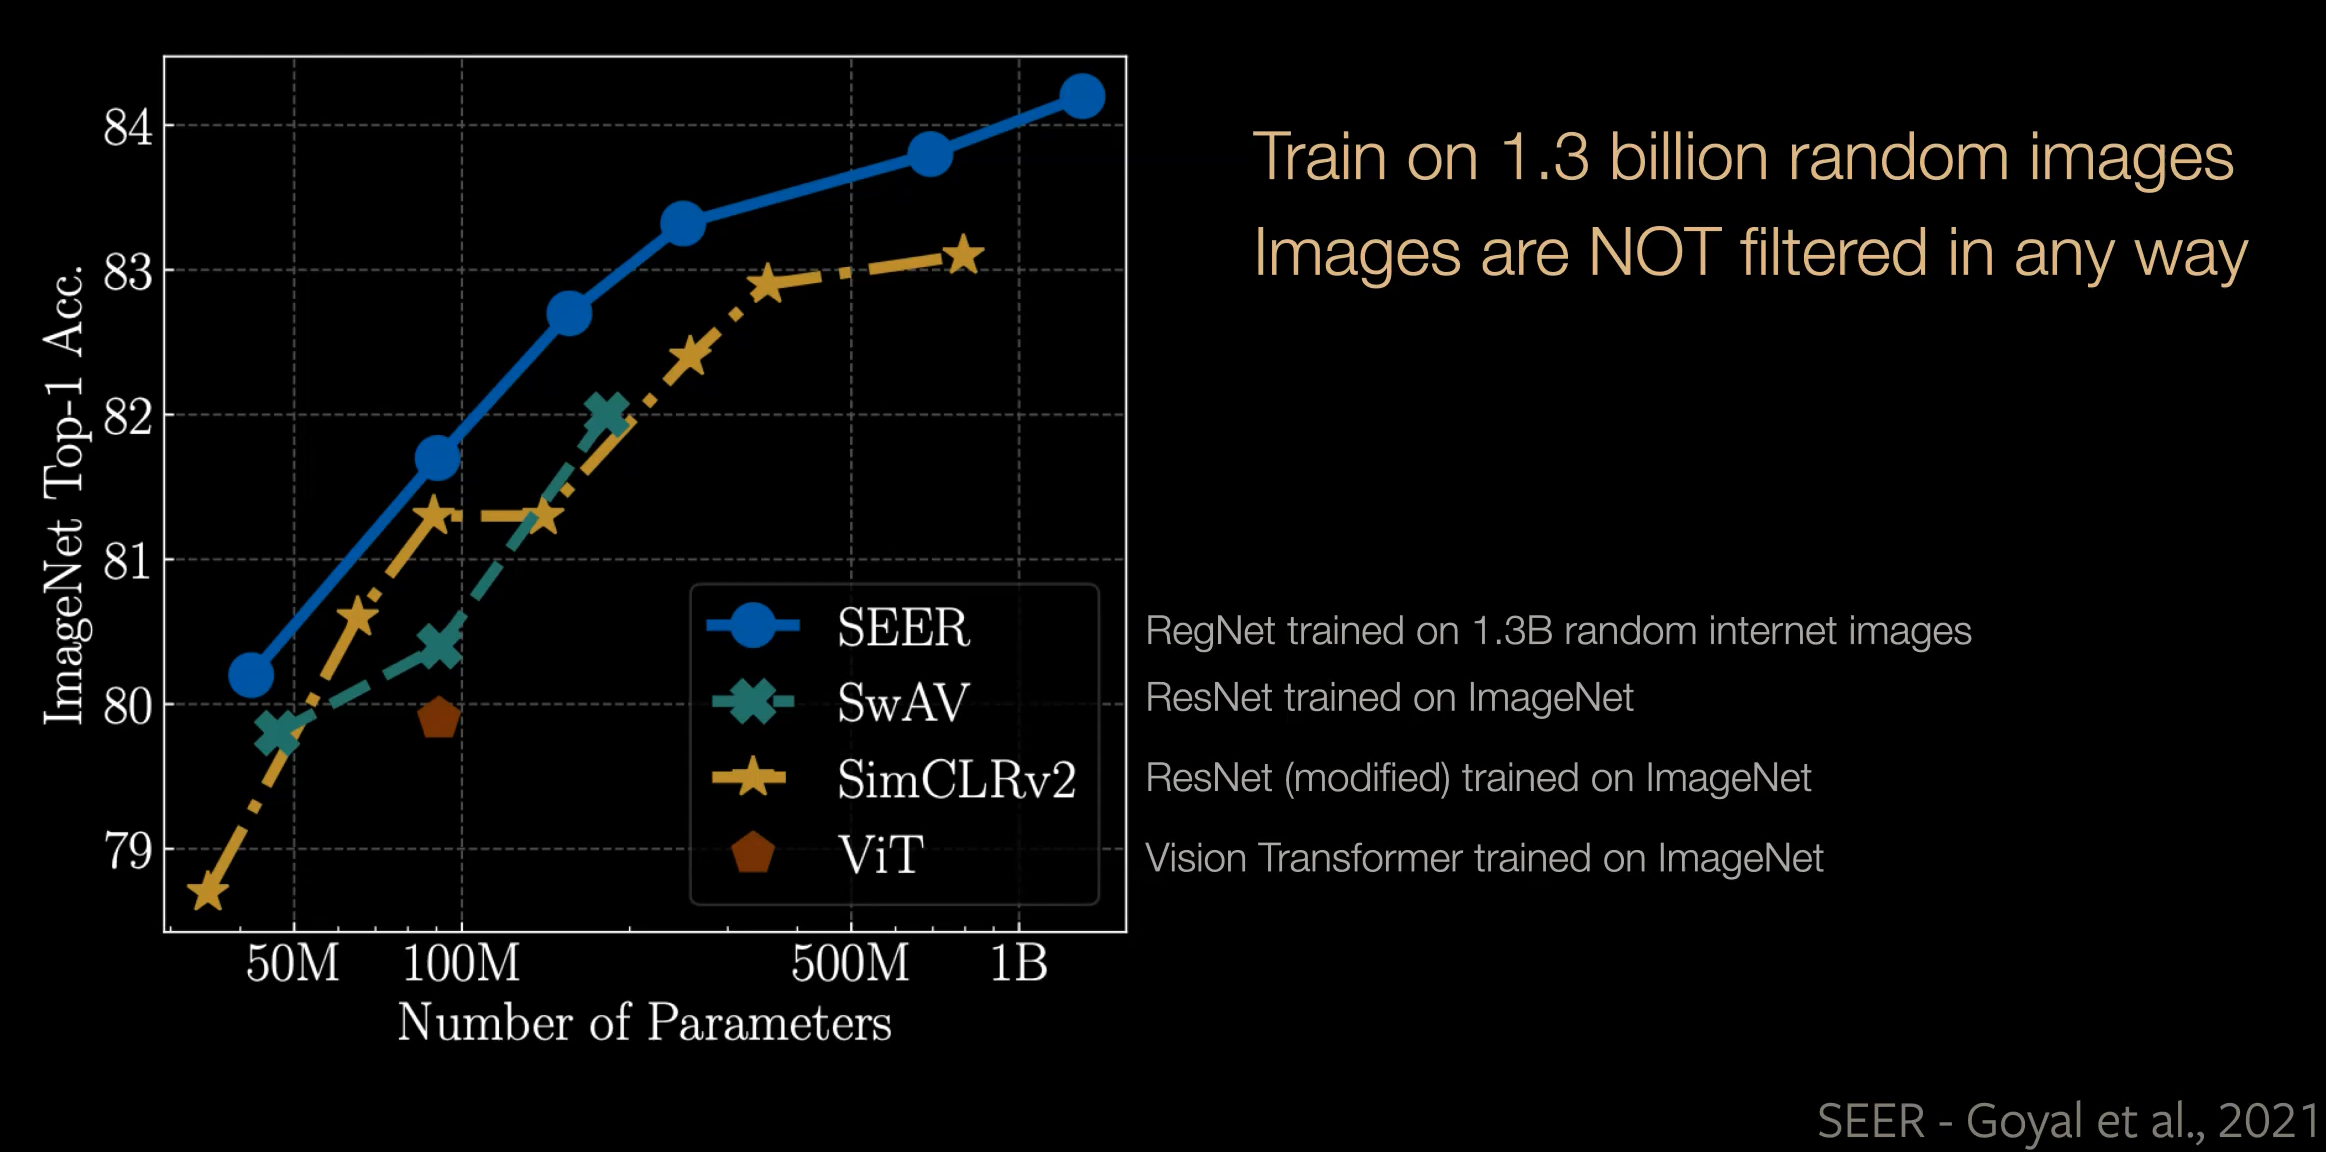 84
83
82
81
80
79
ImageNet Top-1 Acc.
50M 100M 500M 1B
Number of Parameters
SEER
SwAV
SimCLRv2
ViT
Train on 1.3 billion random images
Images are NOT filtered in any way
RegNet trained on 1.3B random internet images
ResNet trained on ImageNet
ResNet (modified) trained on ImageNet
Vision Transformer trained on ImageNet
SEER - Goyal et al., 2021